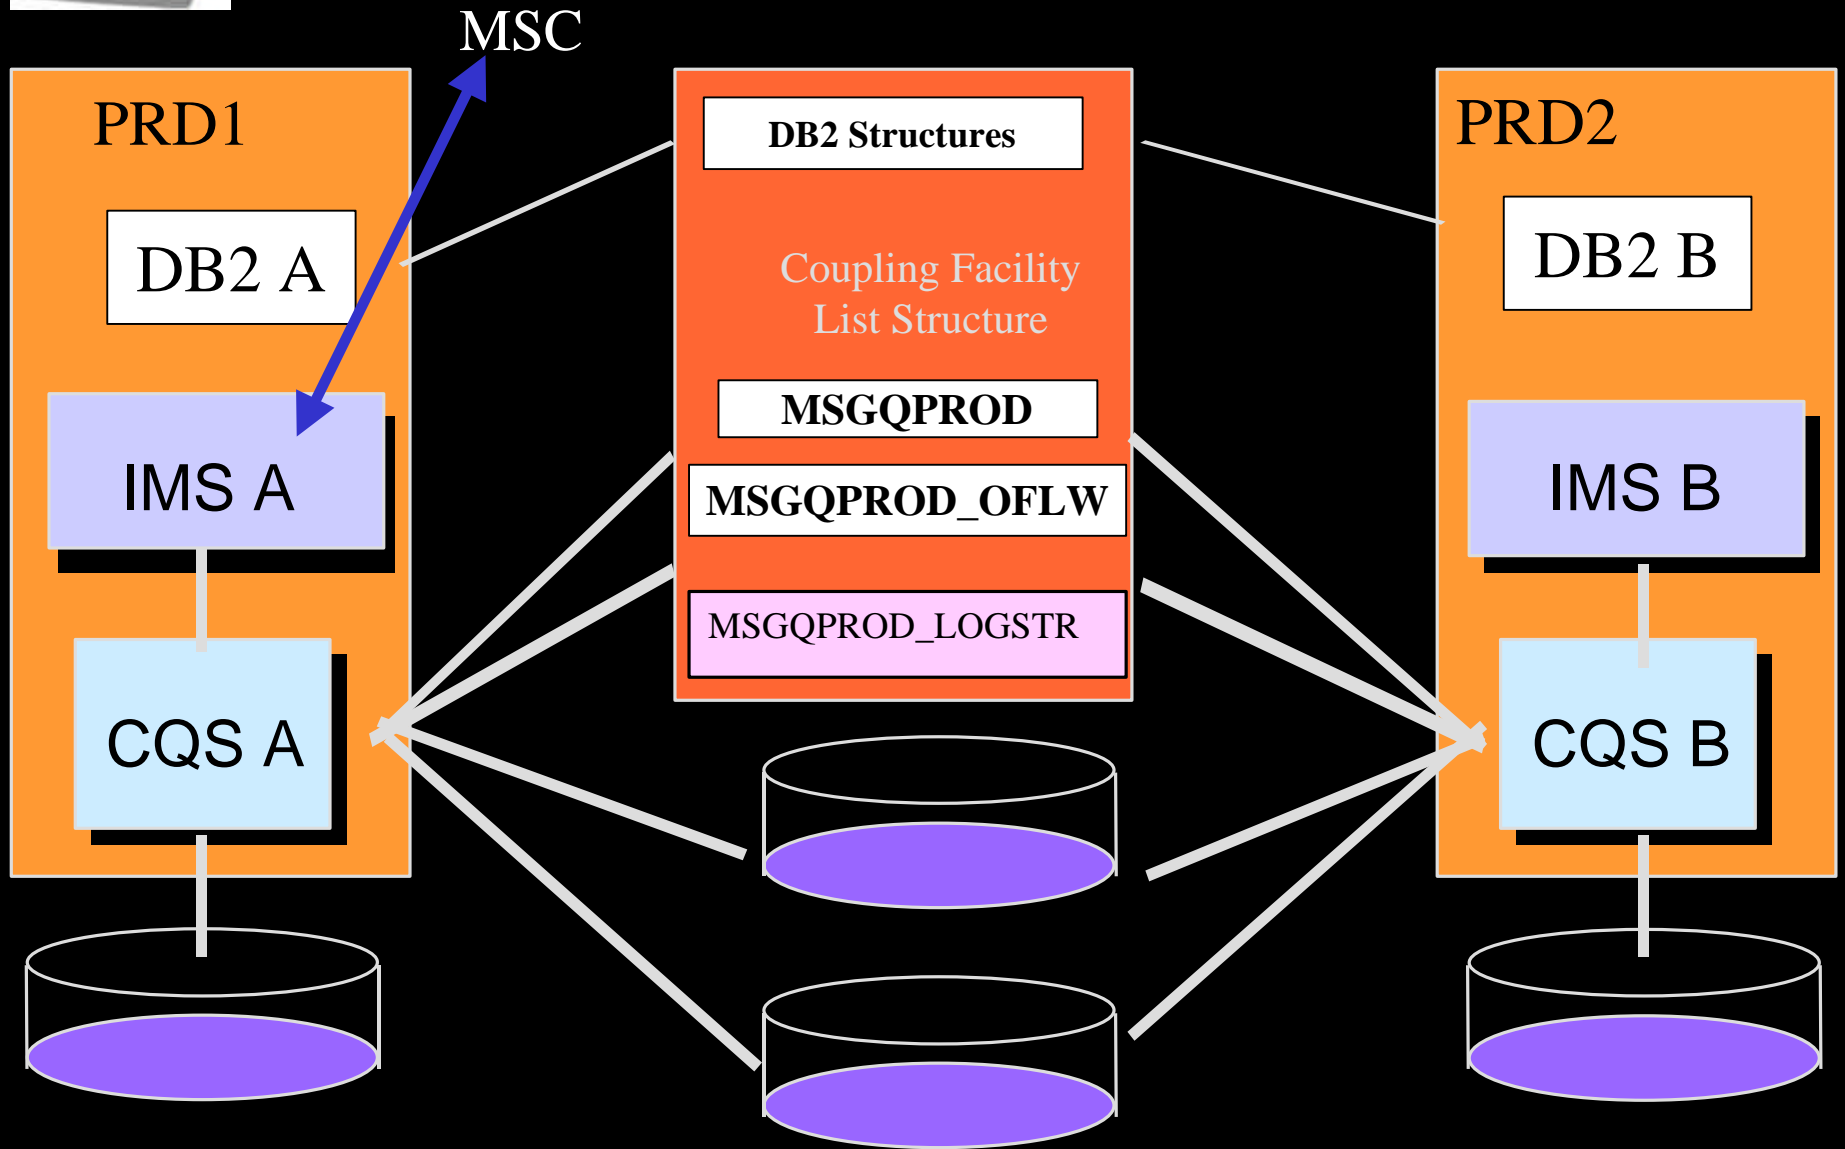 MSC
PRD1
DB2 A
IMS A
CQS A
DB2 Structures
Coupling Facility
List Structure
MSGQPROD
MSGQPROD_OFLW
MSGQPROD_LOGSTR
PRD2
DB2 B
IMS B
CQS B